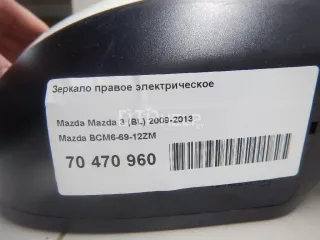 Зеркало правое электрическое
Mazda Mazda 3 (BL) 2009-2013
Mazda BCM6-69-12ZM
70 470 960